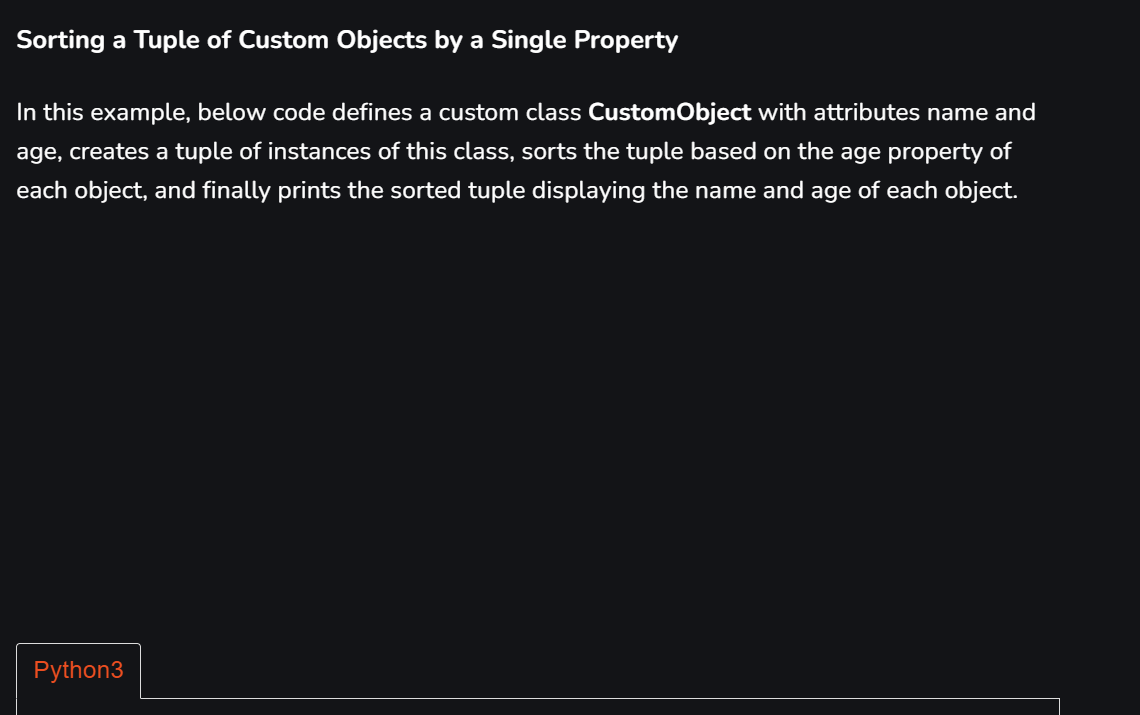 Sorting a Tuple of Custom Objects by a Single Property
In this example, below code defines a custom class CustomObject with attributes name and
age, creates a tuple of instances of this class, sorts the tuple based on the age property of
each object, and finally prints the sorted tuple displaying the name and age of each object.
Python3